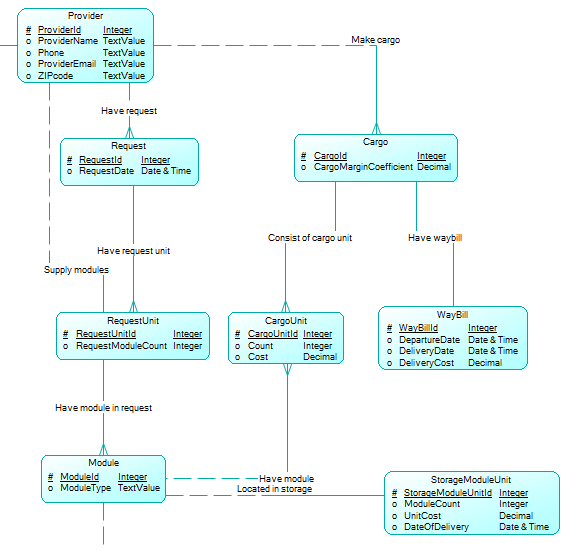 Provider
# ProviderId Integer
o ProviderName TextValue
o Phone TextValue
o ProviderEmail TextValue
o ZIPcode TextValue
Make cargo
Have request
Request
# RequestId Integer
o RequestDate Date & Time
Cargo
# CargoId Integer
o CargoMarginCoefficient Decimal
Consist of cargo unit
Have waybill
Have request unit
Supply modules
RequestUnit
# RequestUnitId Integer
o RequestModuleCount Integer
CargoUnit
# CargoUnitId Integer
o Count Integer
o Cost Decimal
WayBill
# WayBillId Integer
o DepartureDate Date & Time
o DeliveryDate Date & Time
o DeliveryCost Decimal
Have module in request
Module
# ModuleId Integer
o ModuleType TextValue
Have module
Located in storage
StorageModuleUnit
# StorageModuleUnitId Integer
o ModuleCount Integer
o UnitCost Decimal
o DateOfDelivery Date & Time